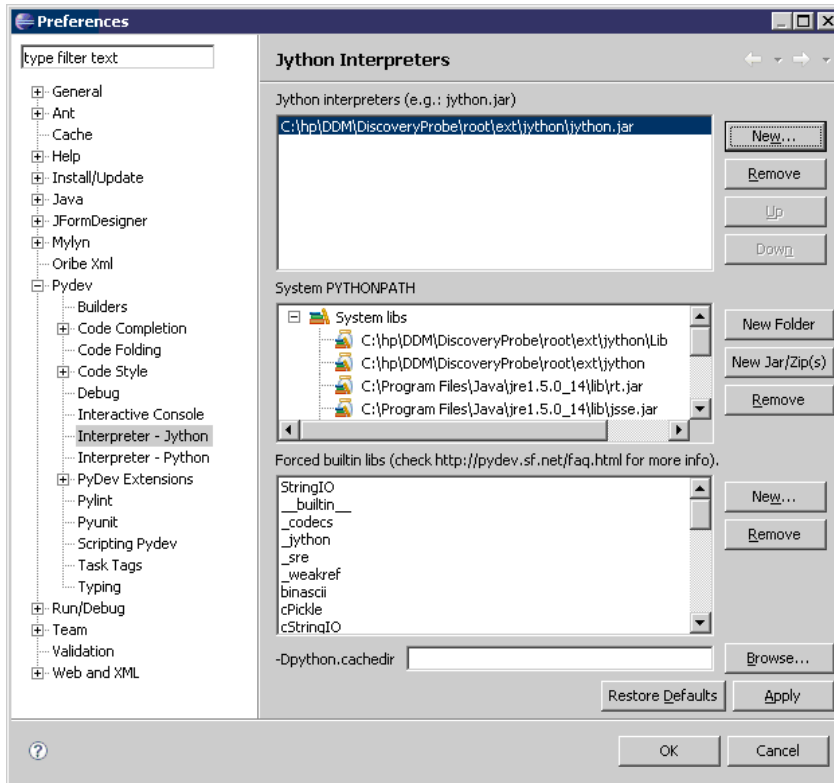 Preferences
type filter text
General
Ant
Cache
Help
Install/Update
Java
JFormDesigner
Mylyn
Oribe Xml
Pydev
Builders
Code Completion
Code Folding
Code Style
Debug
Interactive Console
Interpreter - Jython
Interpreter - Python
PyDev Extensions
Pylint
Pyunit
Scripting Pydev
Task Tags
Typing
Run/Debug
Team
Validation
Web and XML
Jython Interpreters
Jython interpreters (e.g.: jython.jar)
C:\hp\DDM\DiscoveryProbe\root\ext\jython\jython.jar
New...
Remove
Up
Down
System PYTHONPATH
System libs
C:\hp\DDM\DiscoveryProbe\root\ext\jython\Lib
C:\hp\DDM\DiscoveryProbe\root\ext\jython
C:\Program Files\Java\jre1.5.0_14\lib\rt.jar
C:\Program Files\Java\jre1.5.0_14\lib\jsse.jar
New Folder
New Jar/Zip(s)
Remove
Forced builtin libs (check http://pydev.sf.net/faq.html for more info).
StringIO
__builtin__
_codecs
_jython
_sre
_weakref
binascii
cPickle
cStringIO
New...
Remove
-Dpython.cachedir
Browse...
Restore Defaults
Apply
?
OK
Cancel